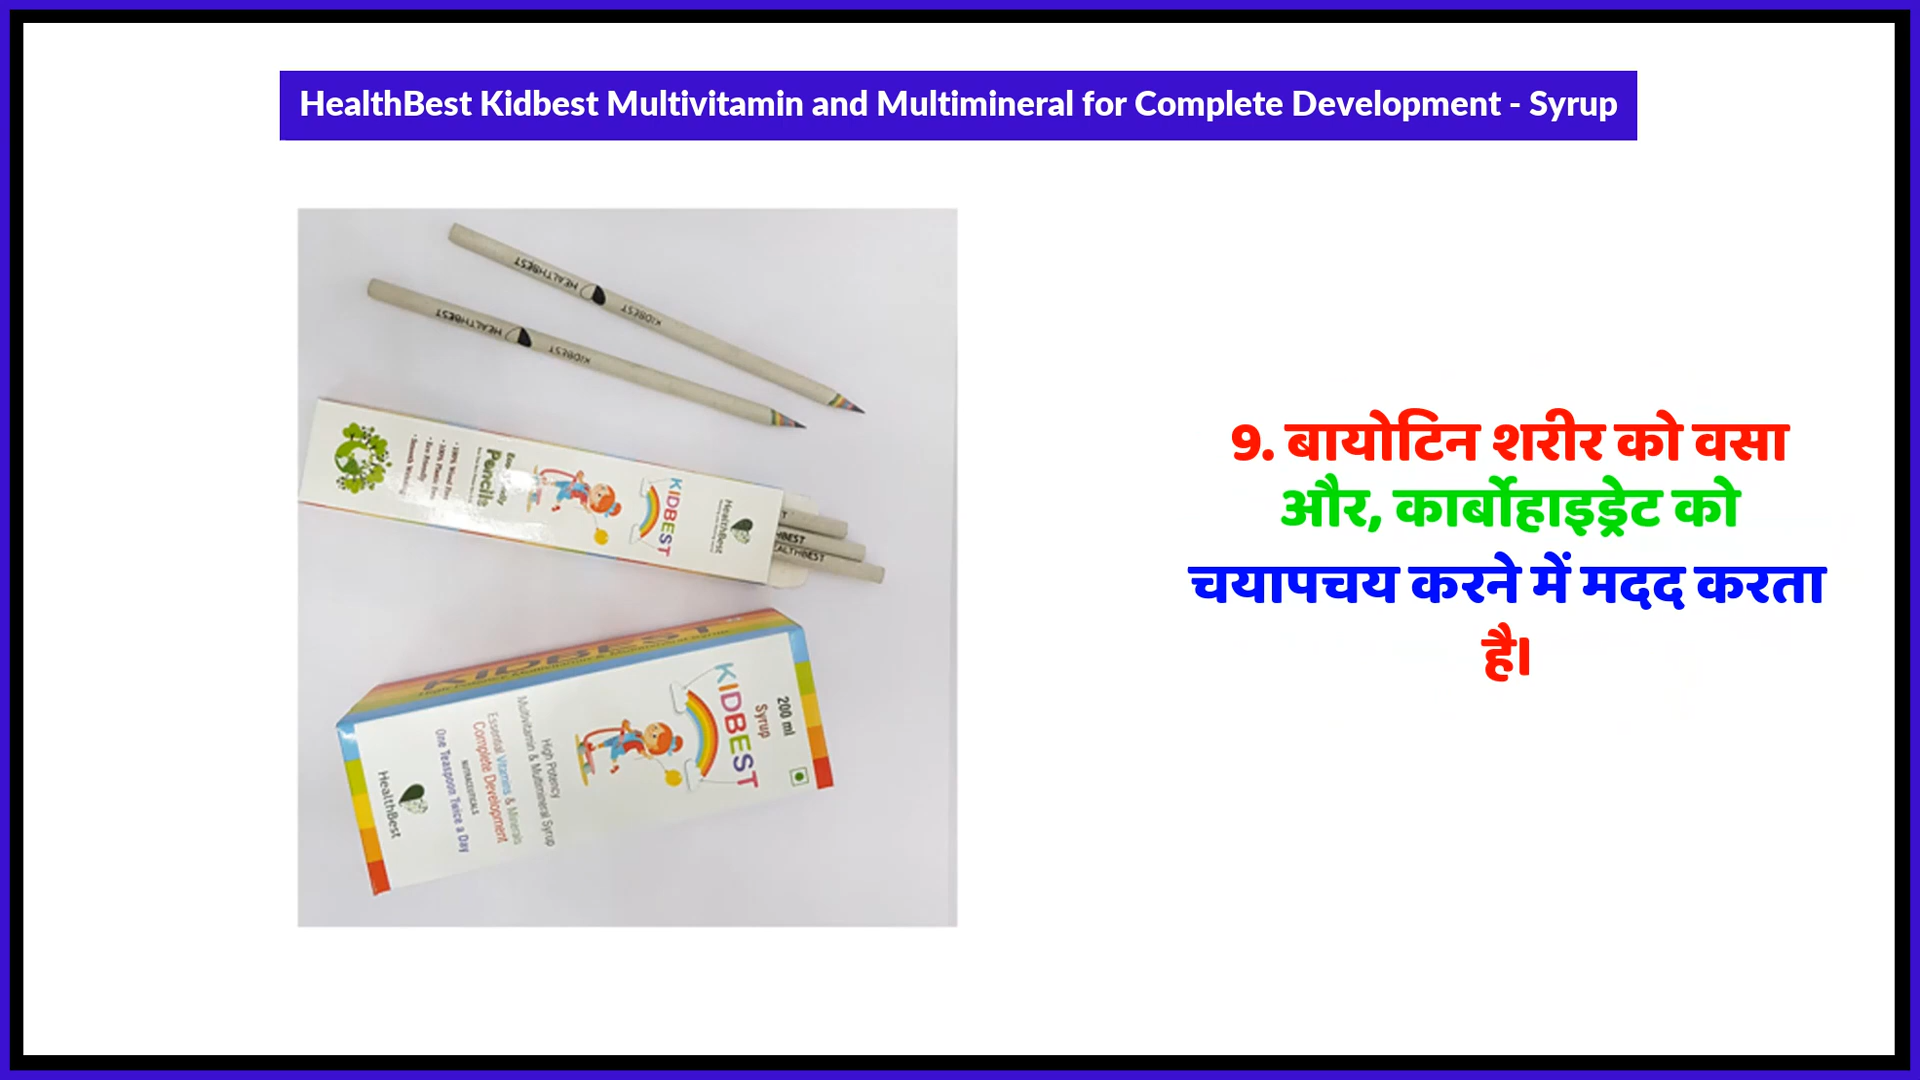 HealthBest Kidbest Multivitamin and Multimineral for Complete Development - Syrup
HEALTHBEST
KIDBEST
HEALTHBEST
KIDBEST
Pencils
KIDBEST
HealthBest
HEALTHBEST
KIDBEST
200 ml
Syrup
KIDBEST
High Potency
Multivitamin & Multimineral Syrup
Essential Vitamins & Minerals
Complete Development
NUTRACEUTICALS
One Teaspoon Twice a Day
HealthBest
9. बायोटिन शरीर को वसा
और, कार्बोहाइड्रेट को
चयापचय करने में मदद करता
है।